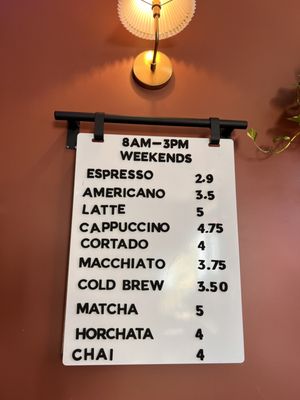 8AM-3PM
WEEKENDS
ESPRESSO 2.9
AMERICANO 3.5
LATTE 5
CAPPUCCINO 4.75
CORTADO 4
MACCHIATO 3.75
COLD BREW 3.50
MATCHA 5
HORCHATA 4
CHAI 4